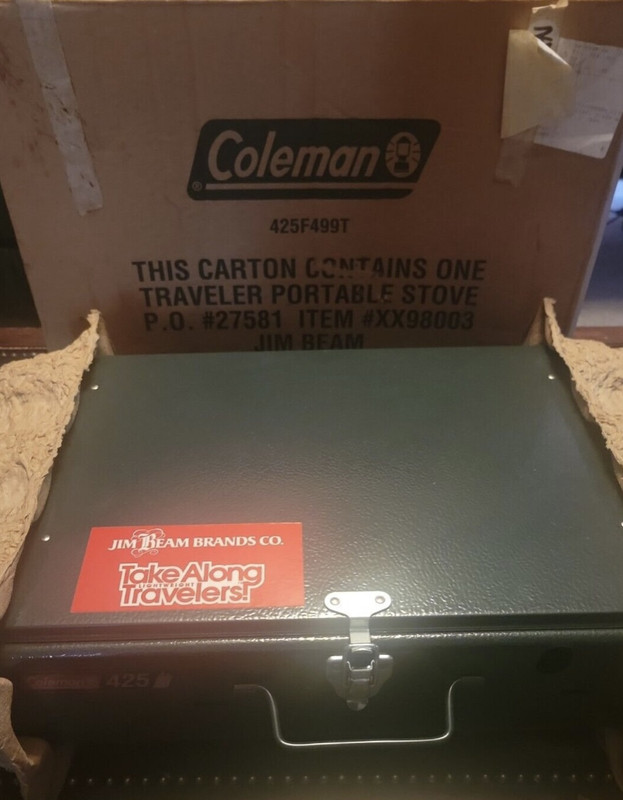 Coleman
®
425F499T
THIS CARTON CONTAINS ONE
TRAVELER PORTABLE STOVE
P.O. #27581 ITEM #XX98003
JIM BEAM
JIM BEAM BRANDS CO.
Take Along
LIGHTWEIGHT
Travelers!
Coleman 425